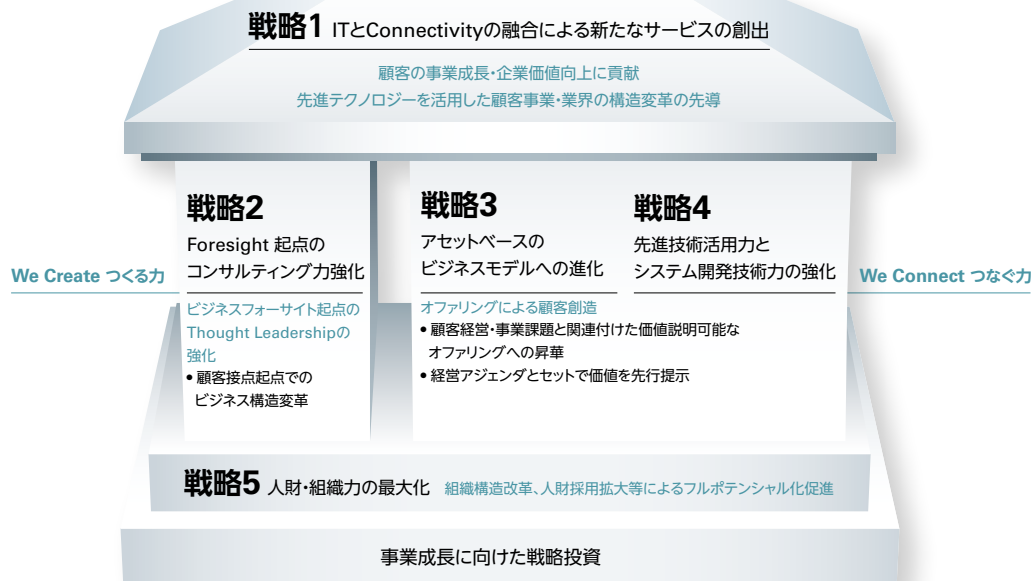 戦略1 ITとConnectivityの融合による新たなサービスの創出
顧客の事業成長・企業価値向上に貢献
先進テクノロジーを活用した顧客事業・業界の構造変革の先導
We Create つくる力
戦略2
Foresight 起点の
コンサルティング力強化
ビジネスフォーサイト起点の
Thought Leadershipの
強化
• 顧客接点起点での
ビジネス構造変革
戦略3
アセットベースの
ビジネスモデルへの進化
戦略4
先進技術活用力と
システム開発技術力の強化
オファリングによる顧客創造
• 顧客経営・事業課題と関連付けた価値説明可能な
オファリングへの昇華
• 経営アジェンダとセットで価値を先行提示
We Connect つなぐ力
戦略5 人財・組織力の最大化 組織構造改革、人財採用拡大等によるフルポテンシャル化促進
事業成長に向けた戦略投資